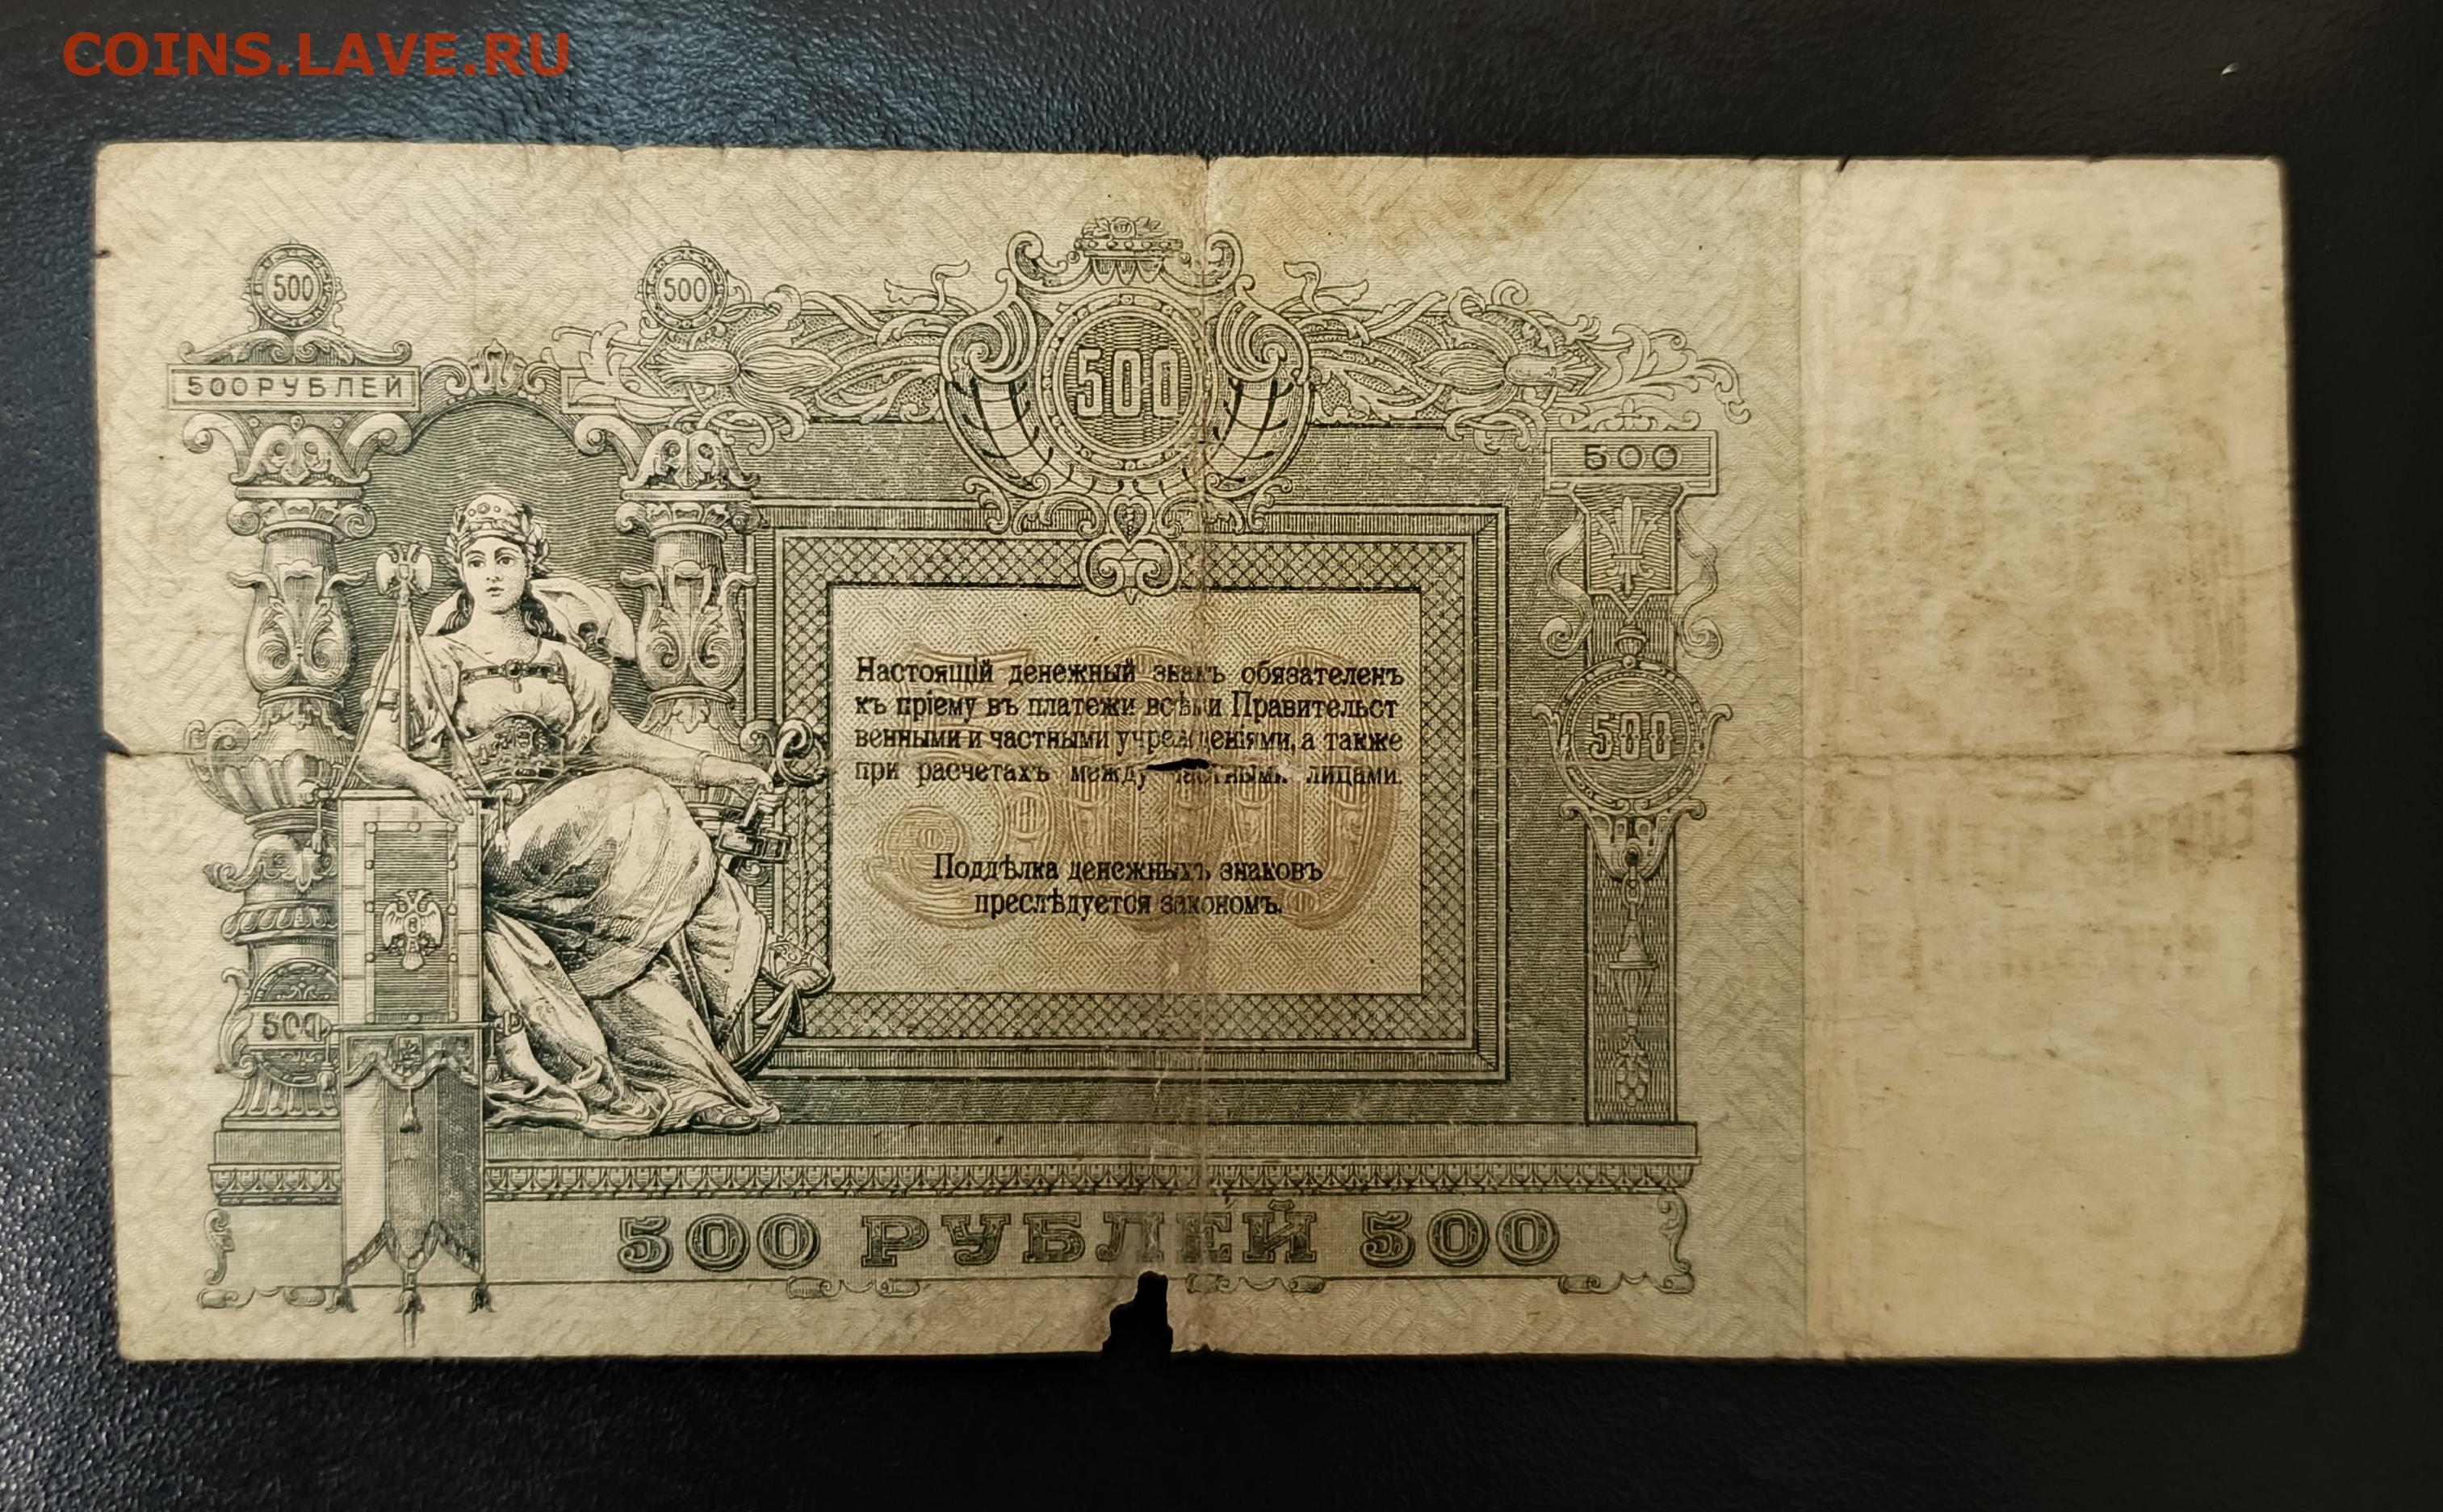 COINS.LAVE.RU
500
500
500
500 РУБЛЕЙ
500
Настоящій денежный знакъ обязателенъ
къ пріему въ платежи всѣми Правительст
венными и частными учрежденіями, а также
при расчетахъ между частными лицами.
500
500
Поддѣлка денежныхъ знаковъ
преслѣдуется закономъ.
500
500 РУБЛЕЙ 500